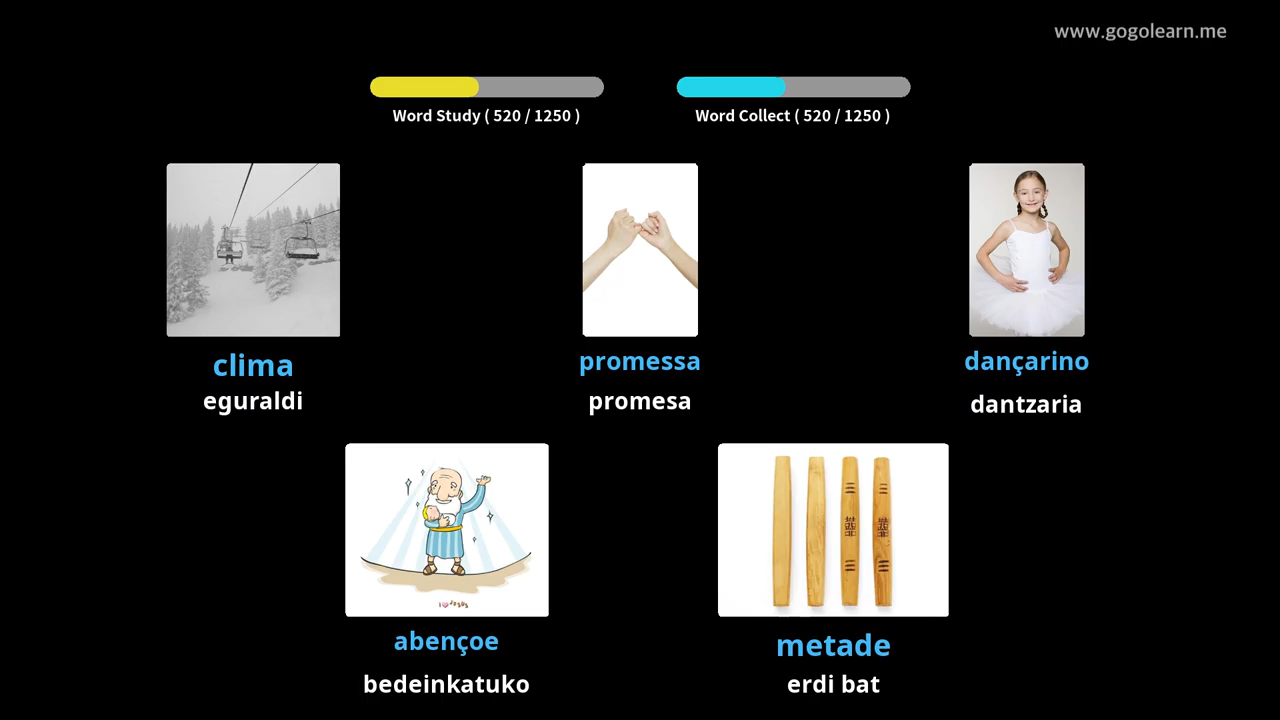 www.gogolearn.me
Word Study ( 520 / 1250 )
Word Collect ( 520 / 1250 )
clima
eguraldi
promessa
promesa
dançarino
dantzaria
I JESUS
abençoe
bedeinkatuko
metade
erdi bat